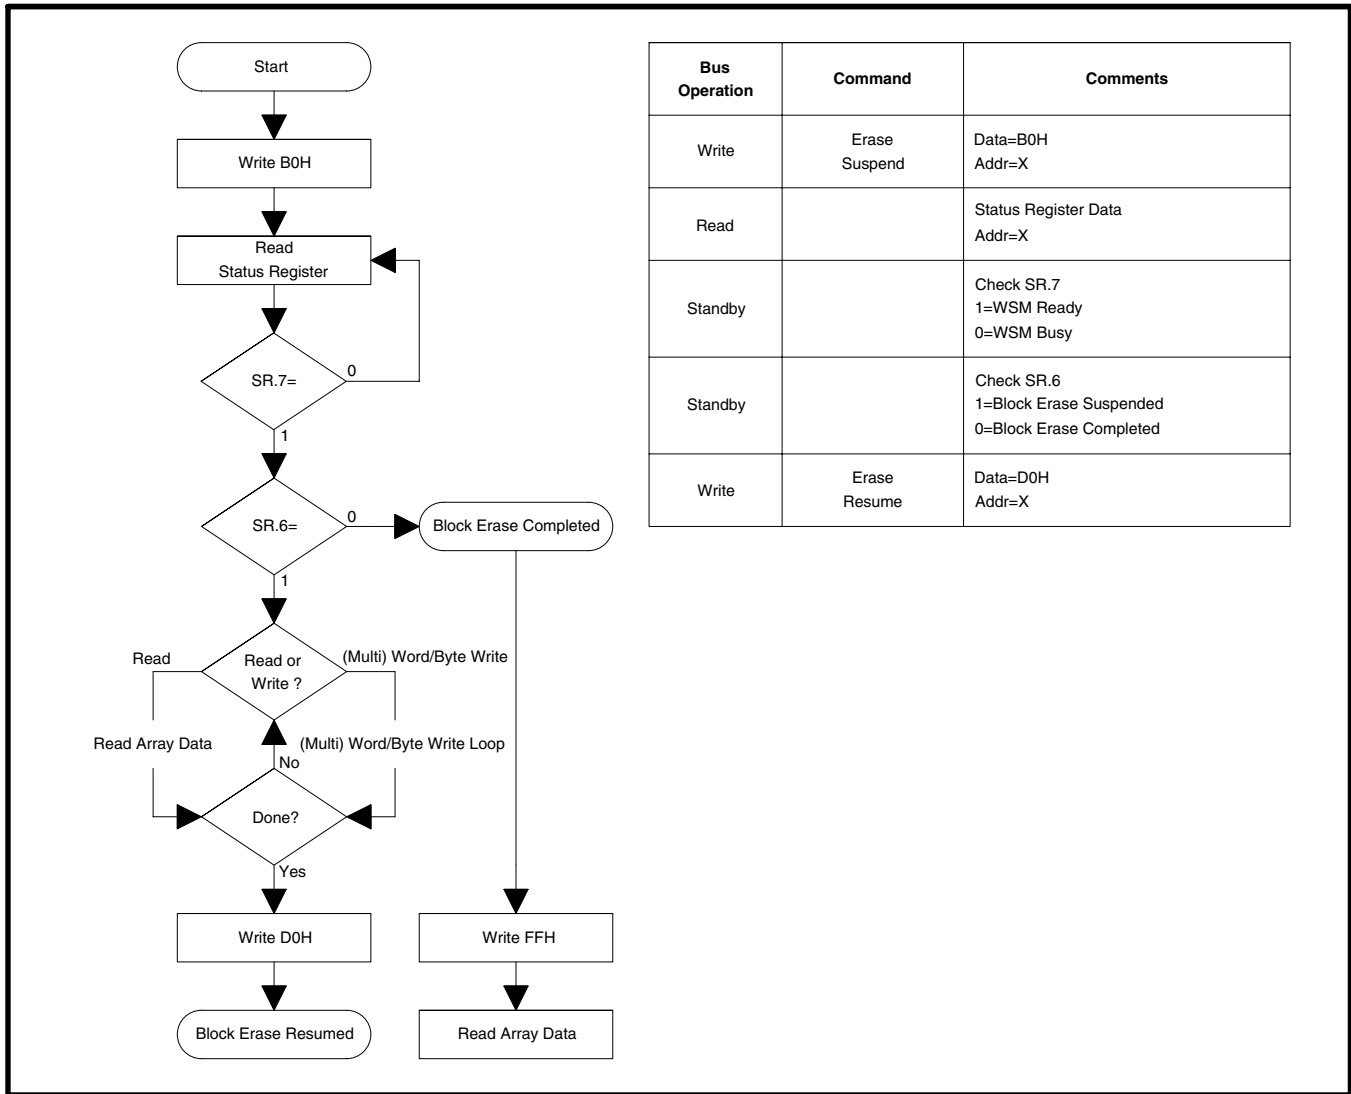 Start
Write B0H
Read
Status Register
SR.7=
0
1
SR.6=
0
Block Erase Completed
1
Read or
Write ?
Read
(Multi) Word/Byte Write
Read Array Data
(Multi) Word/Byte Write Loop
No
Done?
Yes
Write D0H
Write FFH
Block Erase Resumed
Read Array Data
Bus
Operation
Command
Comments
Write
Erase
Suspend
Data=B0H
Addr=X
Read
Status Register Data
Addr=X
Standby
Check SR.7
1=WSM Ready
0=WSM Busy
Standby
Check SR.6
1=Block Erase Suspended
0=Block Erase Completed
Write
Erase
Resume
Data=D0H
Addr=X